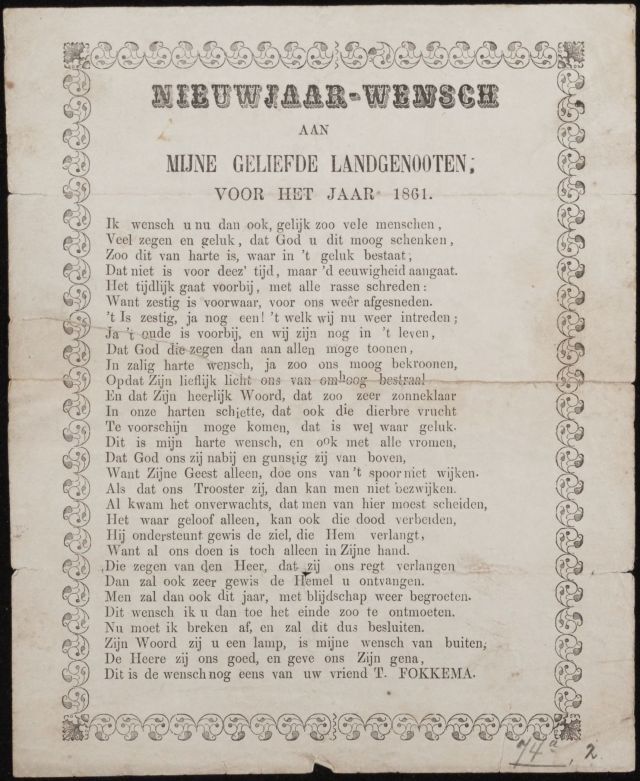 NIEUWJAAR-WENSCH
AAN
MIJNE GELIEFDE LANDGENOOTEN,
VOOR HET JAAR 1861.
Ik wensch u nu dan ook, gelijk zoo vele menschen,
Veel zegen en geluk, dat God u dit moog schenken,
Zoo dit van harte is, waar in 't geluk bestaat;
Dat niet is voor deez' tijd, maar 'd eeuwigheid aangaat.
Het tijdlijk gaat voorbij, met alle rasse schreden:
Want zestig is voorwaar, voor ons weêr afgesneden.
't Is zestig, ja nog een! 't welk wij nu weer intreden;
Ja 't oude is voorbij, en wij zijn nog in 't leven,
Dat God die zegen dan aan allen moge toonen,
In zalig harte wensch, ja zoo ons moog bekroonen,
Opdat Zijn lieflijk licht ons van omhoog bestraal
En dat Zijn heerlijk Woord, dat zoo zeer zonneklaar
In onze harten schiette, dat ook die dierbre vrucht
Te voorschijn moge komen, dat is wel waar geluk.
Dit is mijn harte wensch, en ook met alle vromen,
Dat God ons zij nabij en gunstig zij van boven,
Want Zijne Geest alleen, doe ons van 't spoor niet wijken.
Als dat ons Trooster zij, dan kan men niet bezwijken.
Al kwam het onverwachts, dat men van hier moest scheiden,
Het waar geloof alleen, kan ook die dood verbeiden,
Hij ondersteunt gewis de ziel, die Hem verlangt,
Want al ons doen is toch alleen in Zijne hand.
Die zegen van den Heer, dat zij ons regt verlangen
Dan zal ook zeer gewis de Hemel u ontvangen.
Men zal dan ook dit jaar, met blijdschap weer begroeten.
Dit wensch ik u dan toe het einde zoo te ontmoeten.
Nu moet ik breken af, en zal dit dus besluiten.
Zijn Woord zij u een lamp, is mijne wensch van buiten,
De Heere zij ons goed, en geve ons Zijn gena,
Dit is de wensch nog eens van uw vriend T. FOKKEMA.
74a, 2